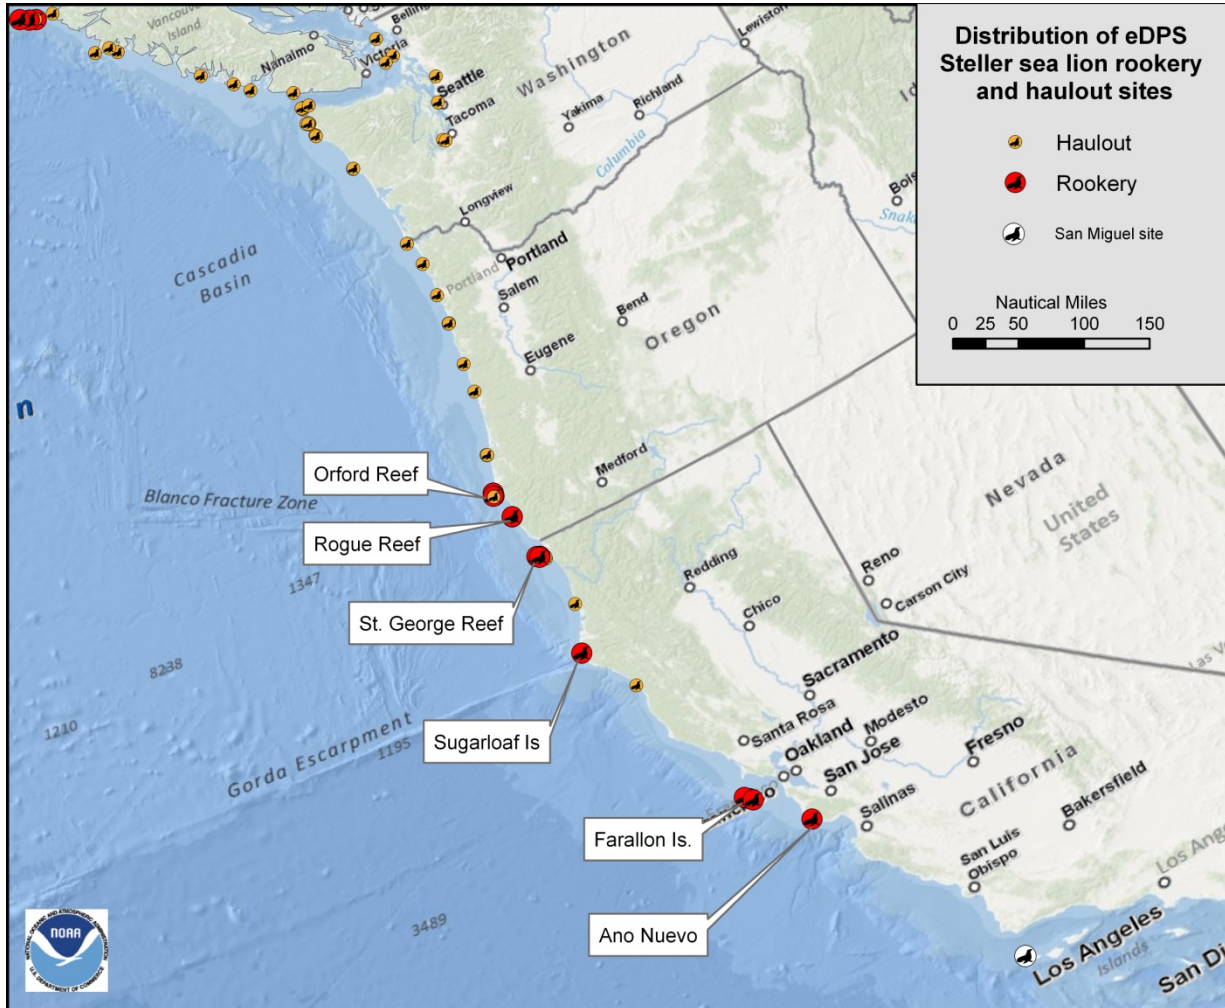 Distribution of eDPS
Steller sea lion rookery
and haulout sites
Haulout
Rookery
San Miguel site
Nautical Miles
0 25 50 100 150
Vancouver
Island
Bellingham
Lewiston
Nanaimo
Victoria
Washington
Seattle
Tacoma
Yakima
Richland
Columbia
Longview
Cascadia
Basin
Portland
Portland
Salem
Bend
Oregon
Eugene
n
Orford Reef
Medford
Blanco Fracture Zone
Rogue Reef
Nevada
United
States
1347
St. George Reef
Redding
Reno
Carson City
Chico
8238
1210
Sacramento
Gorda Escarpment
1195
Sugarloaf Is
Santa Rosa
Modesto
Oakland
San Jose
Fresno
California
Salinas
Bakersfield
Farallon Is.
San Luis
Obispo
3489
Ano Nuevo
Los Angeles
Islands
NOAA
NATIONAL OCEANIC AND ATMOSPHERIC ADMINISTRATION
U.S. DEPARTMENT OF COMMERCE